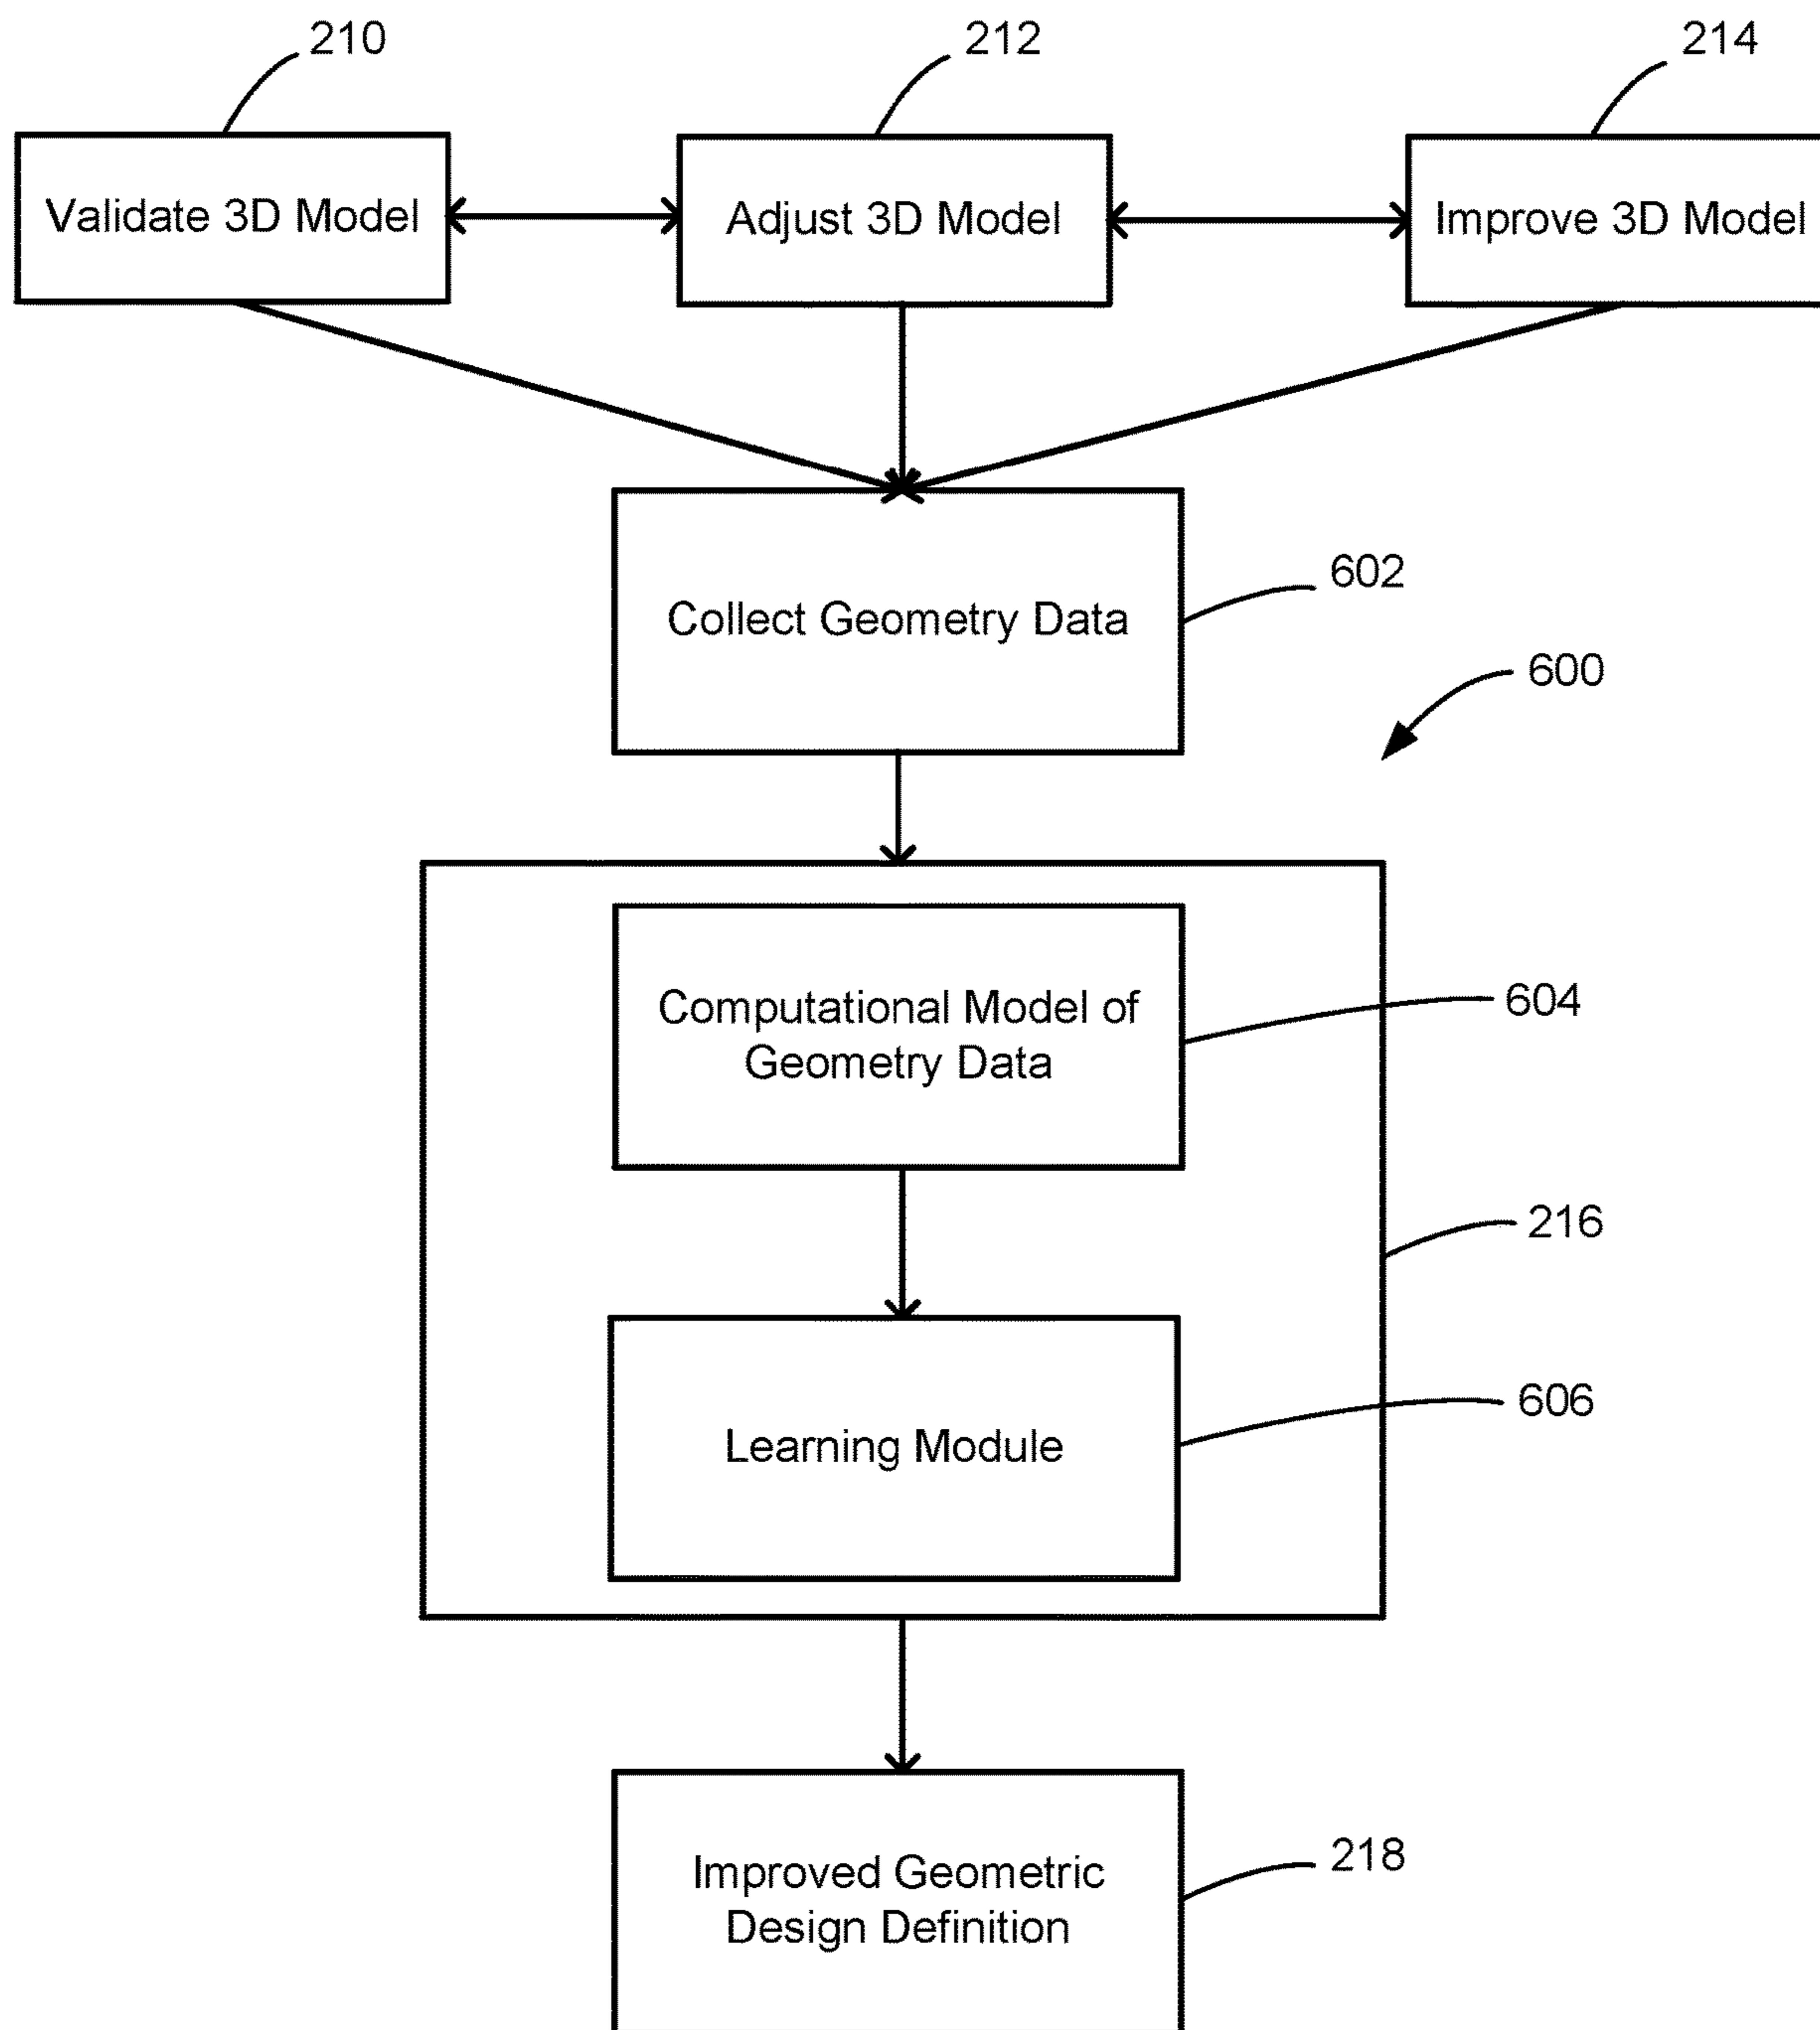 210
212
214
Validate 3D Model
Adjust 3D Model
Improve 3D Model
602
Collect Geometry Data
600
Computational Model of
Geometry Data
604
216
606
Learning Module
218
Improved Geometric
Design Definition